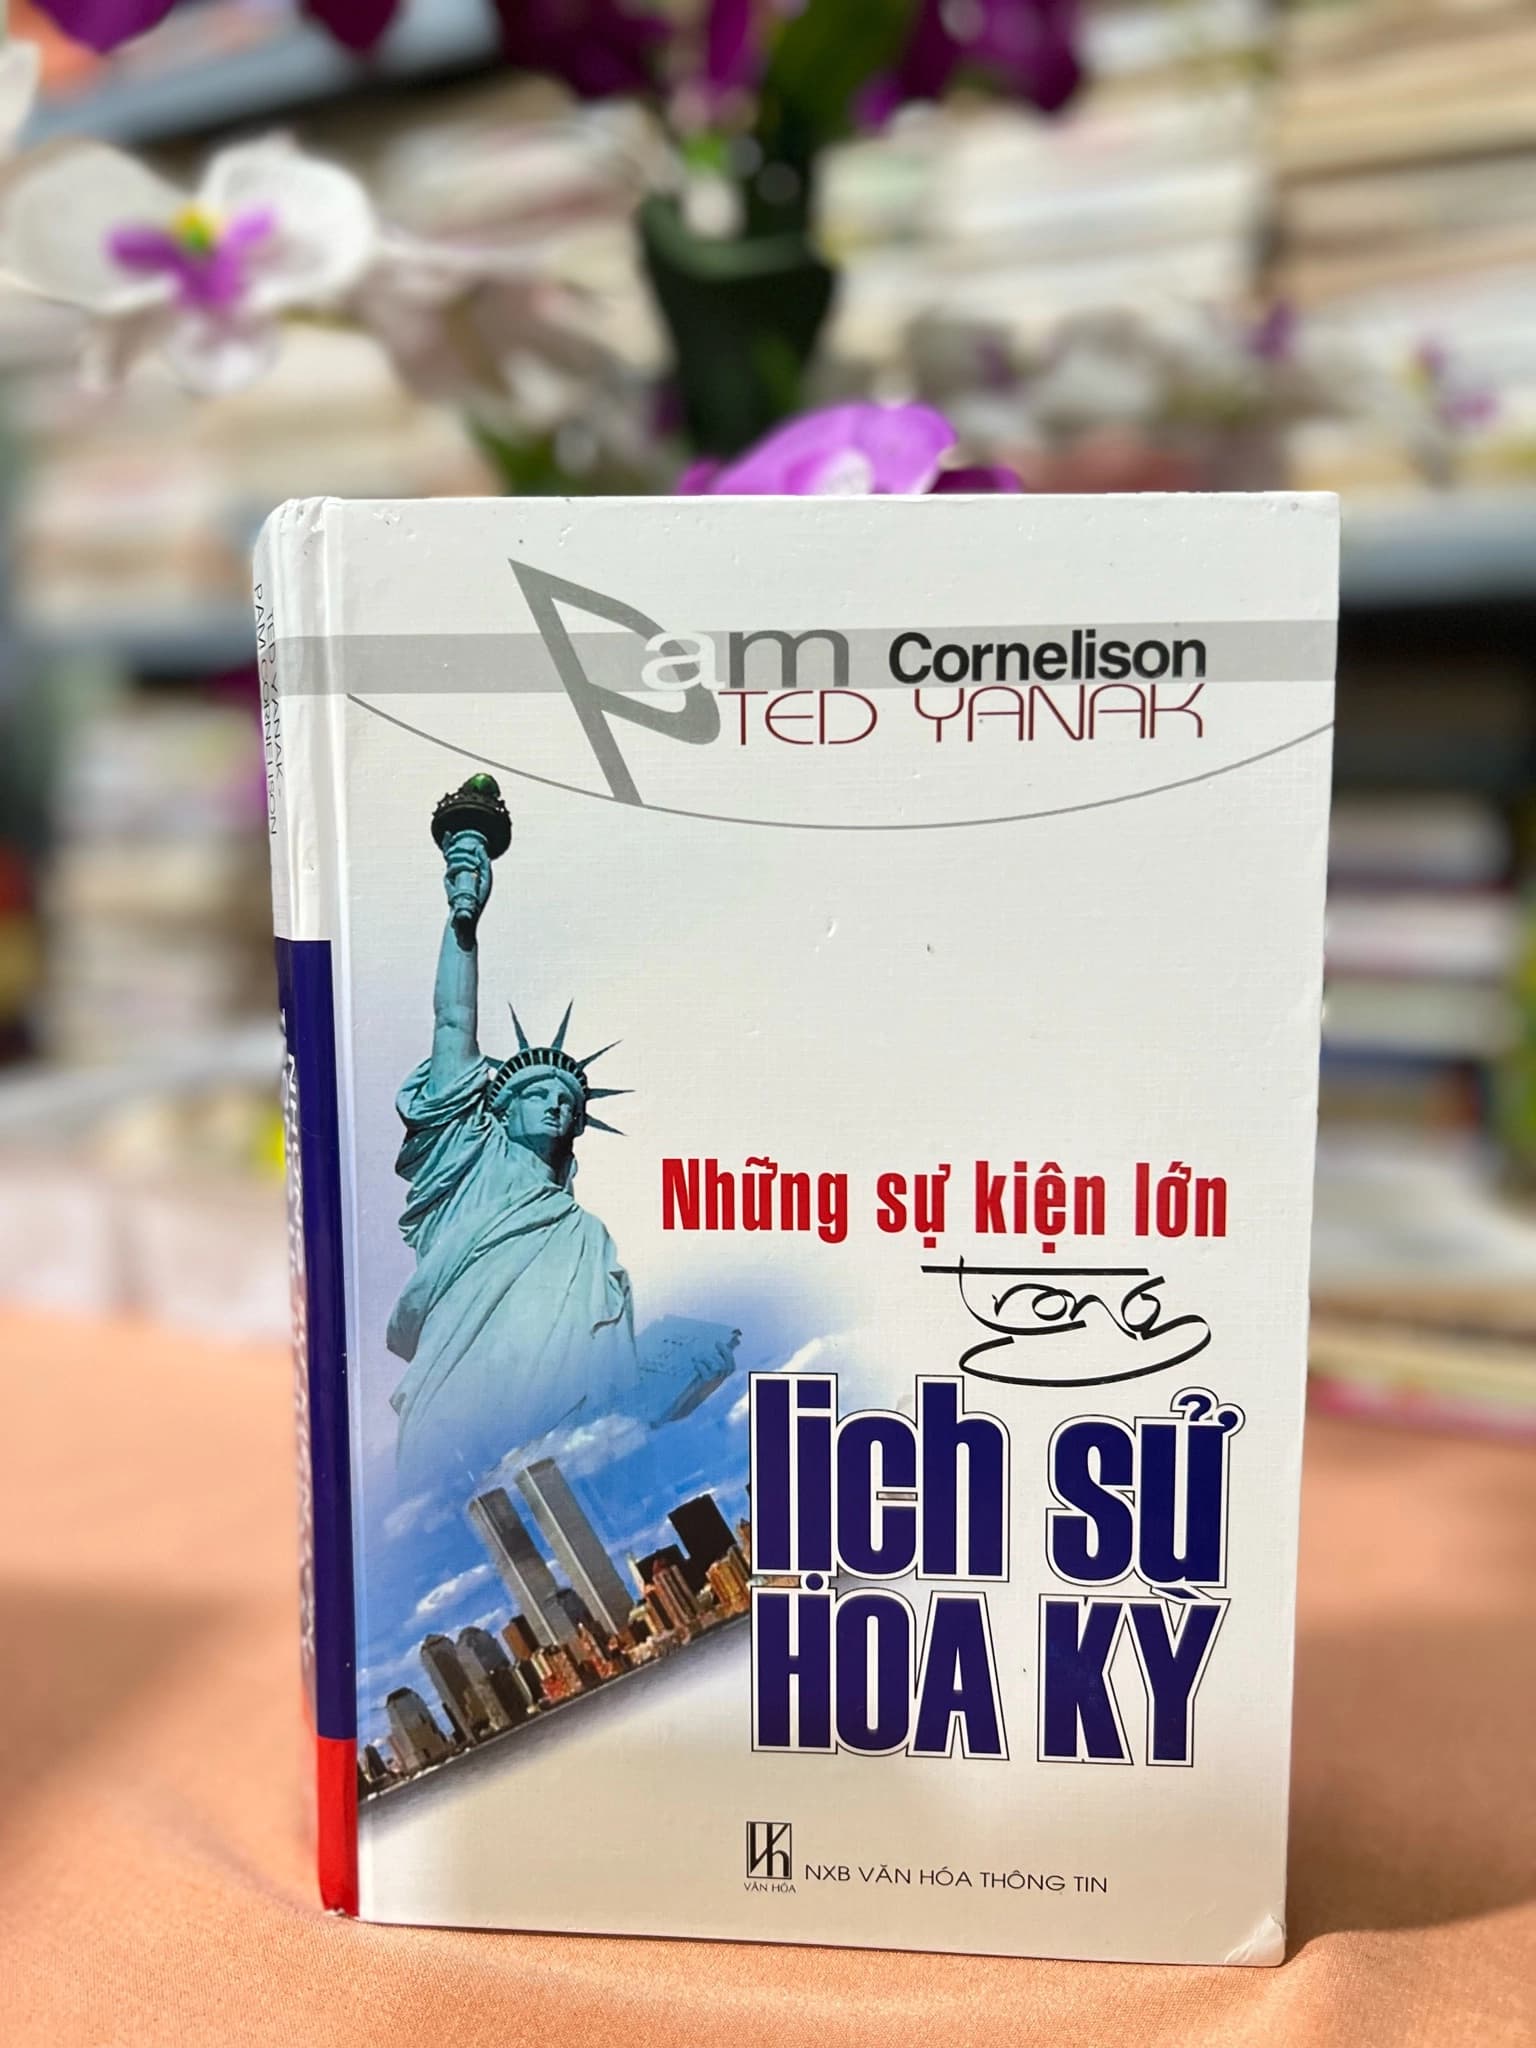 Pam Cornelison
TED YANAK
TED YANAK -
PAM CORNELISON
Những sự kiện lớn
trong
lịch sử
HOA KỲ
VĂN HÓA
NXB VĂN HÓA THÔNG TIN